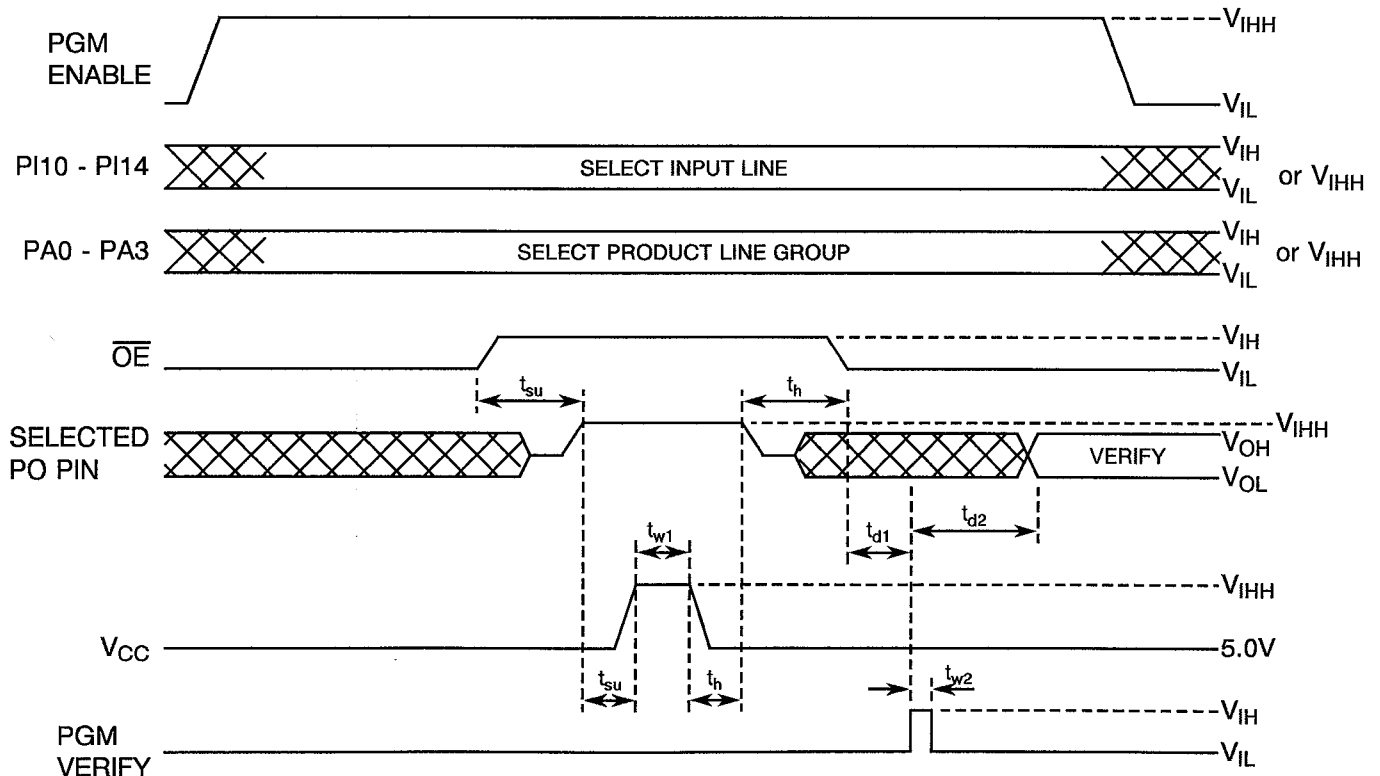 PGM
ENABLE
V_IHH
V_IL
PI10 - PI14
SELECT INPUT LINE
V_IH
V_IL
or V_IHH
PA0 - PA3
SELECT PRODUCT LINE GROUP
V_IH
V_IL
or V_IHH
OE
V_IH
V_IL
t_su
t_h
SELECTED
PO PIN
V_IHH
VERIFY
V_OH
V_OL
t_w1
t_d1
t_d2
V_IHH
V_CC
5.0V
t_su
t_h
t_w2
V_IH
PGM
VERIFY
V_IL